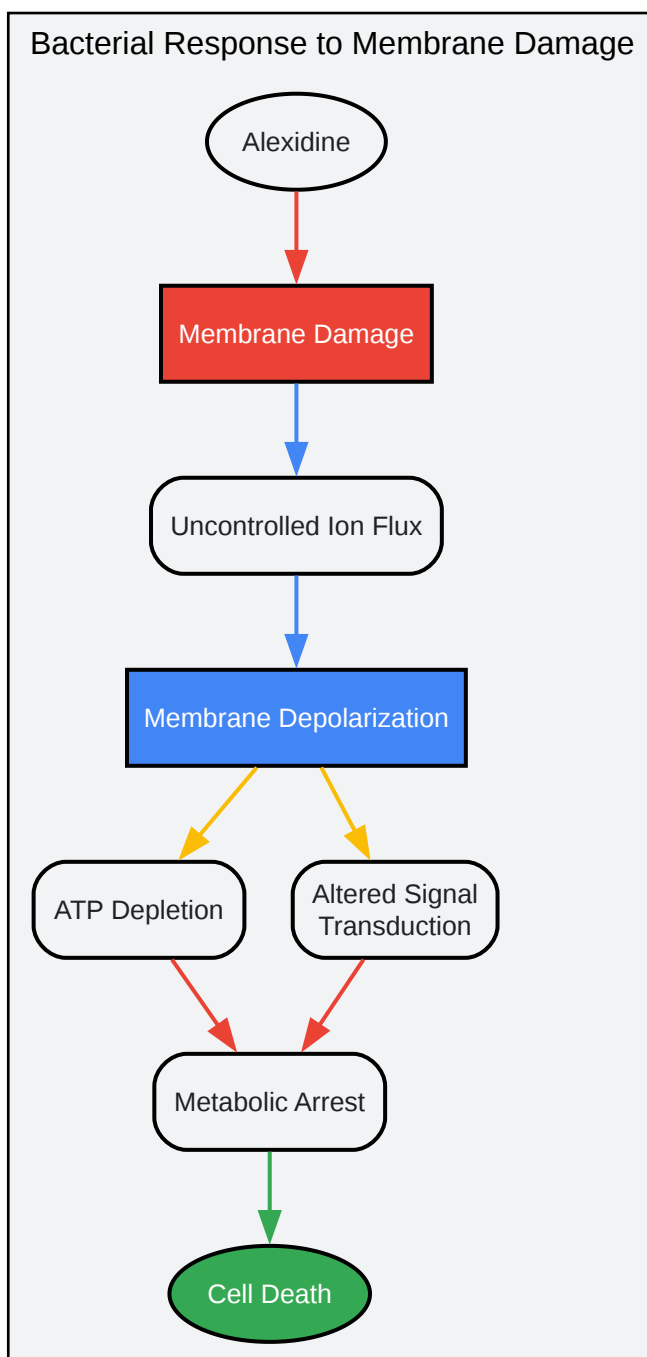 Bacterial Response to Membrane Damage
Alexidine
Membrane Damage
Uncontrolled Ion Flux
Membrane Depolarization
ATP Depletion
Altered Signal
Transduction
Metabolic Arrest
Cell Death